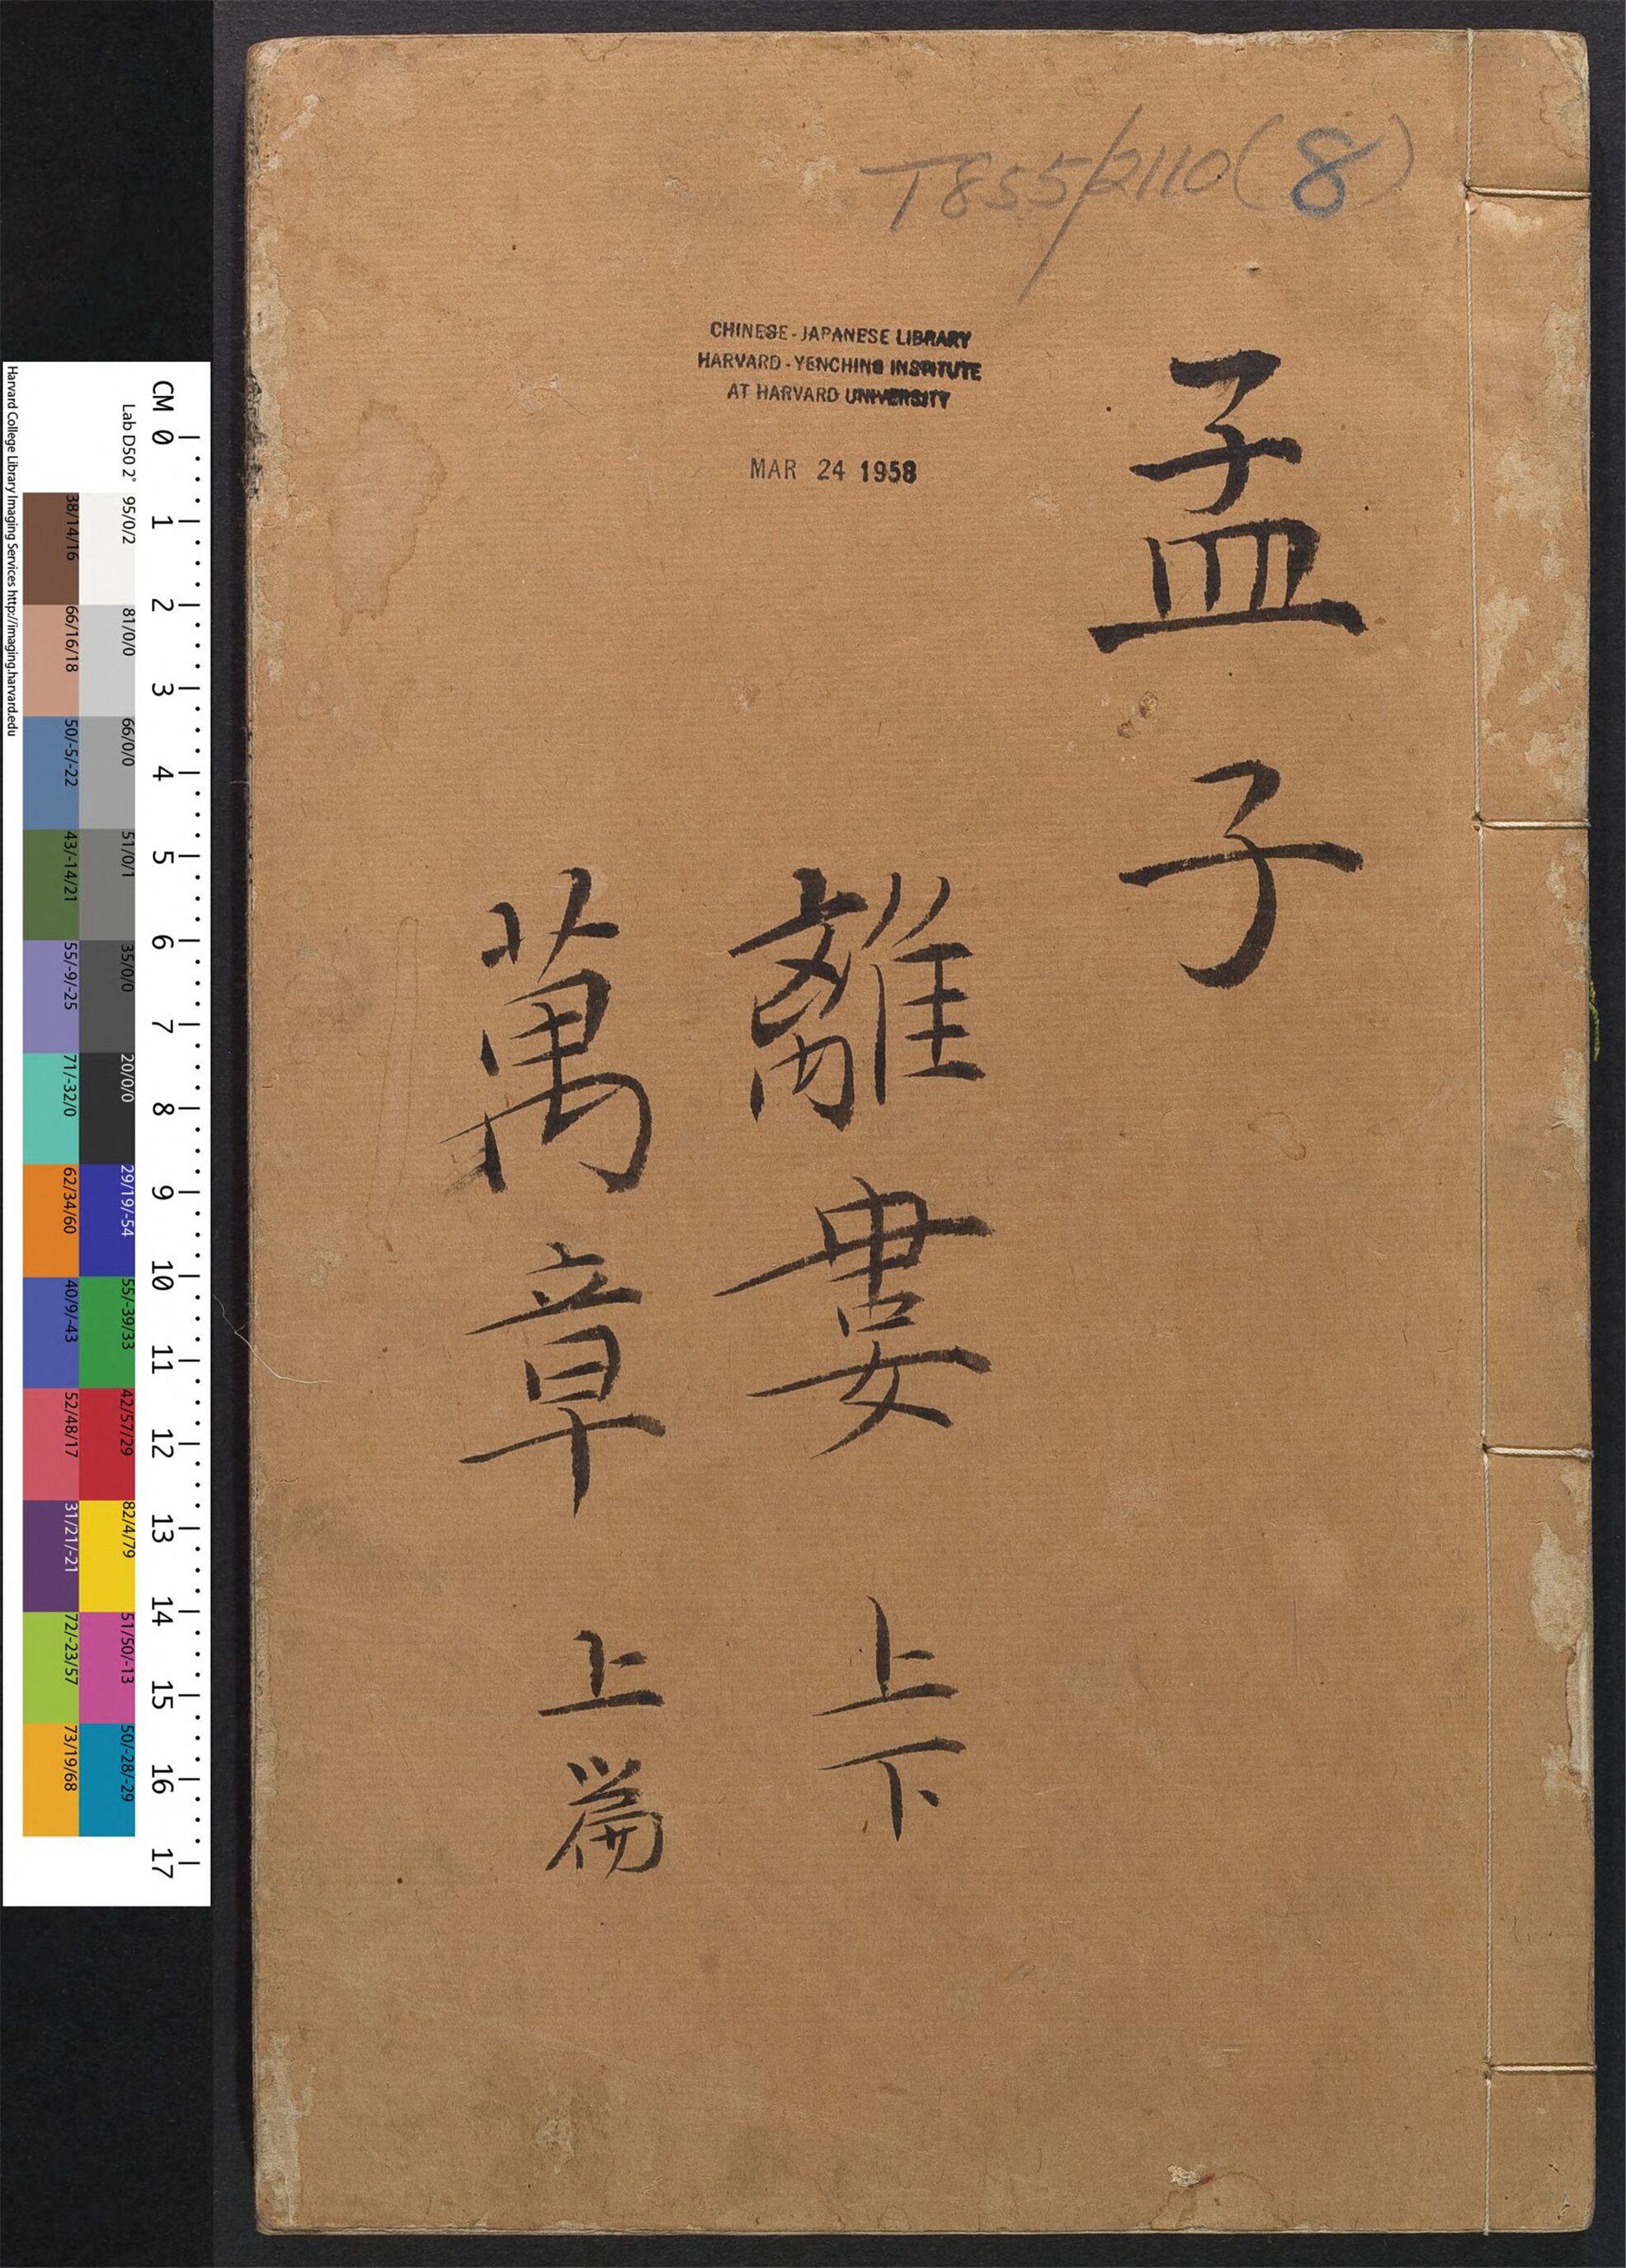 T855/2110(8)
CHINESE-JAPANESE LIBRARY
HARVARD-YENCHING INSTITUTE
AT HARVARD UNIVERSITY
MAR 24 1958
孟子
離婁 上下
萬章 上篇
CM 0 1 2 3 4 5 6 7 8 9 10 11 12 13 14 15 16 17
Lab D50 2° 95/0/2 81/0/0 66/0/0 51/0/1 35/0/0 20/0/0 29/19/-54 55/-39/33 42/57/29 82/4/79 51/50/-13 50/-28/-29
38/14/16 66/16/18 50/-5/-22 43/-14/21 55/-9/-25 71/-32/0 62/34/60 40/9/-43 52/48/17 31/21/-21 72/-23/57 73/19/68
Harvard College Library Imaging Services http://imaging.harvard.edu